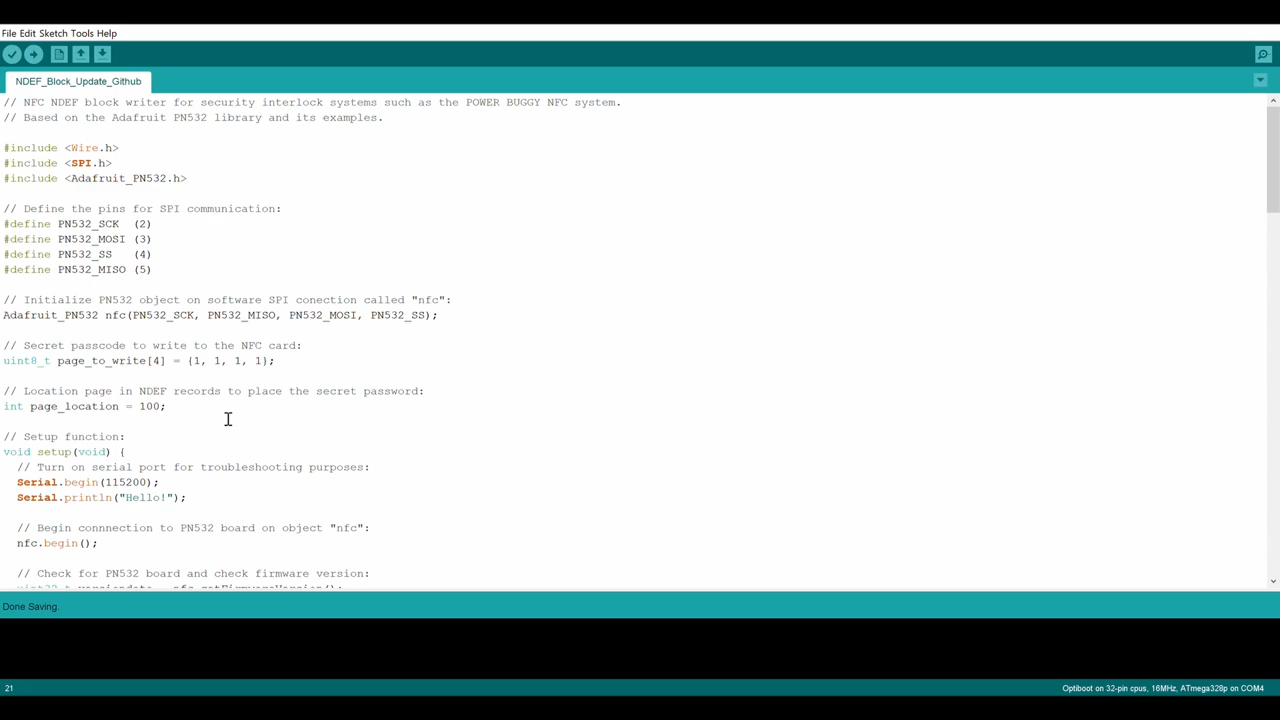 File Edit Sketch Tools Help
NDEF_Block_Update_Github
// NFC NDEF block writer for security interlock systems such as the POWER BUGGY NFC system.
// Based on the Adafruit PN532 library and its examples.
#include <Wire.h>
#include <SPI.h>
#include <Adafruit_PN532.h>
// Define the pins for SPI communication:
#define PN532_SCK  (2)
#define PN532_MOSI (3)
#define PN532_SS   (4)
#define PN532_MISO (5)
// Initialize PN532 object on software SPI conection called "nfc":
Adafruit_PN532 nfc(PN532_SCK, PN532_MISO, PN532_MOSI, PN532_SS);
// Secret passcode to write to the NFC card:
uint8_t page_to_write[4] = {1, 1, 1, 1};
// Location page in NDEF records to place the secret password:
int page_location = 100;
// Setup function:
void setup(void) {
  // Turn on serial port for troubleshooting purposes:
  Serial.begin(115200);
  Serial.println("Hello!");
  // Begin connnection to PN532 board on object "nfc":
  nfc.begin();
  // Check for PN532 board and check firmware version:
  uint32_t versiondata = nfc.getFirmwareVersion();
Done Saving.
21
Optiboot on 32-pin cpus, 16MHz, ATmega328p on COM4